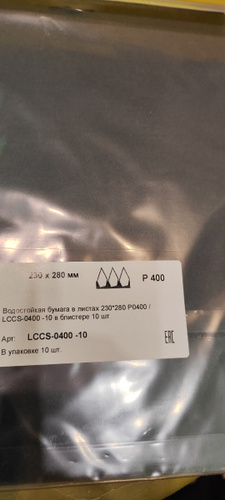 230 x 280 мм P 400
Водостойкая бумага в листах 230*280 P0400 /
LCCS-0400 -10 в блистере 10 шт
Арт: LCCS-0400 -10
В упаковке 10 шт.
EAC